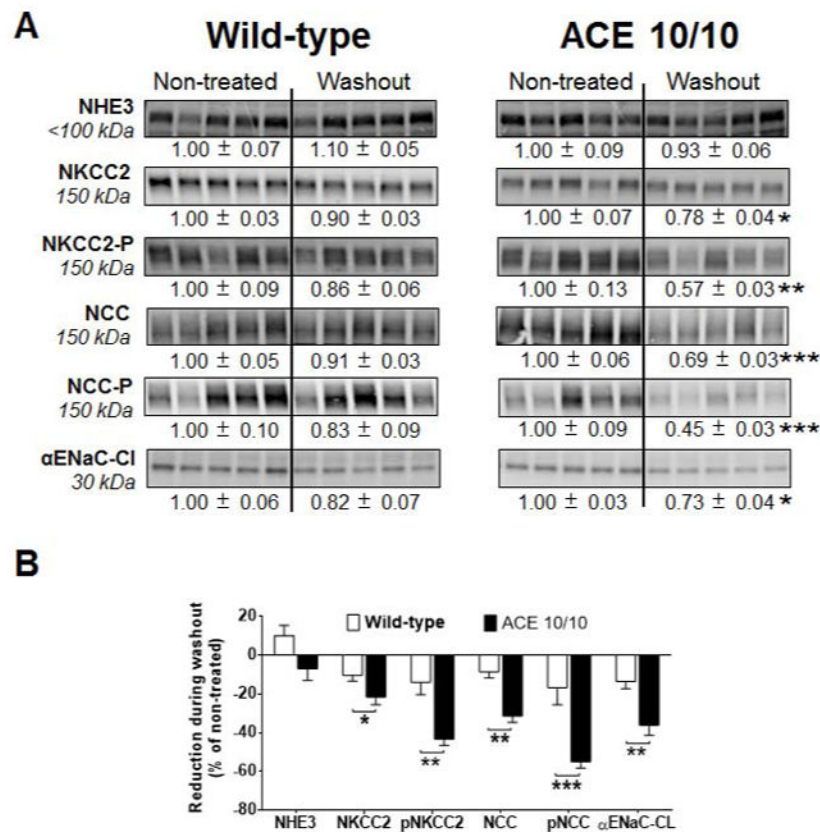 A
Wild-type ACE 10/10
Non-treated Washout Non-treated Washout
NHE3
<100 kDa
1.00 ± 0.07 1.10 ± 0.05 1.00 ± 0.09 0.93 ± 0.06
NKCC2
150 kDa
1.00 ± 0.03 0.90 ± 0.03 1.00 ± 0.07 0.78 ± 0.04 *
NKCC2-P
150 kDa
1.00 ± 0.09 0.86 ± 0.06 1.00 ± 0.13 0.57 ± 0.03 **
NCC
150 kDa
1.00 ± 0.05 0.91 ± 0.03 1.00 ± 0.06 0.69 ± 0.03 ***
NCC-P
150 kDa
1.00 ± 0.10 0.83 ± 0.09 1.00 ± 0.09 0.45 ± 0.03 ***
αENaC-Cl
30 kDa
1.00 ± 0.06 0.82 ± 0.07 1.00 ± 0.03 0.73 ± 0.04 *
B
Reduction during washout
(% of non-treated)
Wild-type ACE 10/10
20
0
-20
-40
-60
-80
* ** ** *** **
NHE3 NKCC2 pNKCC2 NCC pNCC αENaC-CL